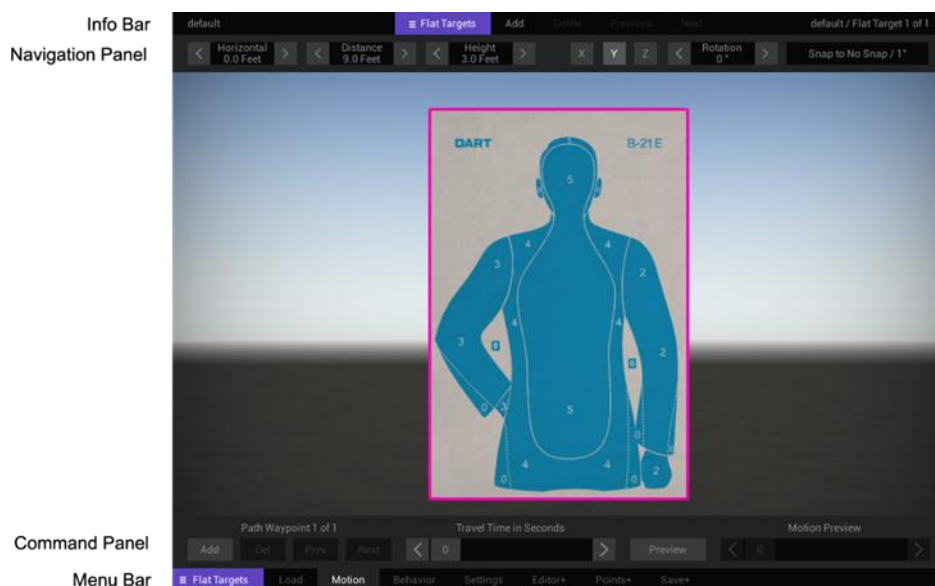 Info Bar
default
≡ Flat Targets Add Delete Previous Next
default / Flat Target 1 of 1
Navigation Panel
< Horizontal 0.0 Feet >
< Distance 9.0 Feet >
< Height 3.0 Feet >
X Y Z
< Rotation 0° >
Snap to No Snap / 1°
DART B-21E
5
5
4 4
3 2
4 4
3 0 0 2
0 3
5
0 0
4 4
0 0 2
Path Waypoint 1 of 1
Travel Time in Seconds
Motion Preview
Command Panel
Add Del Prev Next < 0 > Preview < 0 >
Menu Bar
≡ Flat Targets Load Motion Behavior Settings Editor+ Points+ Save+